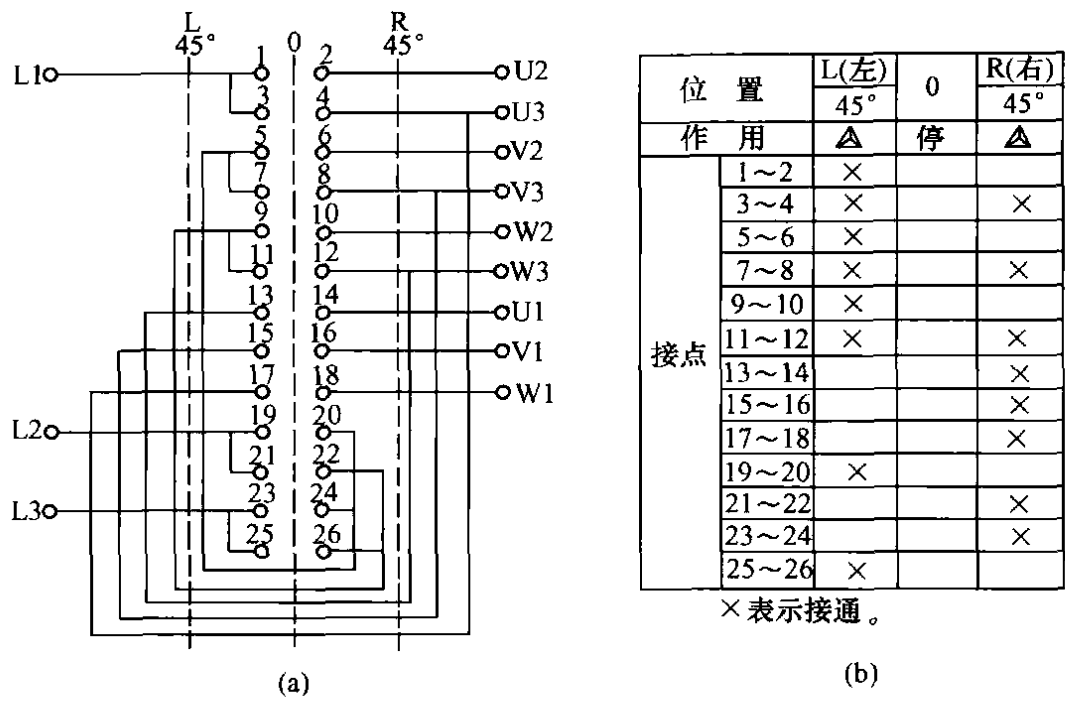 L 45° 0 R 45°
L1 1 2 U2
3 4 U3
5 6 V2
7 8 V3
9 10 W2
11 12 W3
13 14 U1
15 16 V1
17 18 W1
L2 19 20
21 22
L3 23 24
25 26
(a)
位置 L(左) 45° 0 R(右) 45°
作用 停
接点
1～2 ×
3～4 × ×
5～6 ×
7～8 × ×
9～10 ×
11～12 × ×
13～14 ×
15～16 ×
17～18 ×
19～20 ×
21～22 ×
23～24 ×
25～26 ×
×表示接通。
(b)